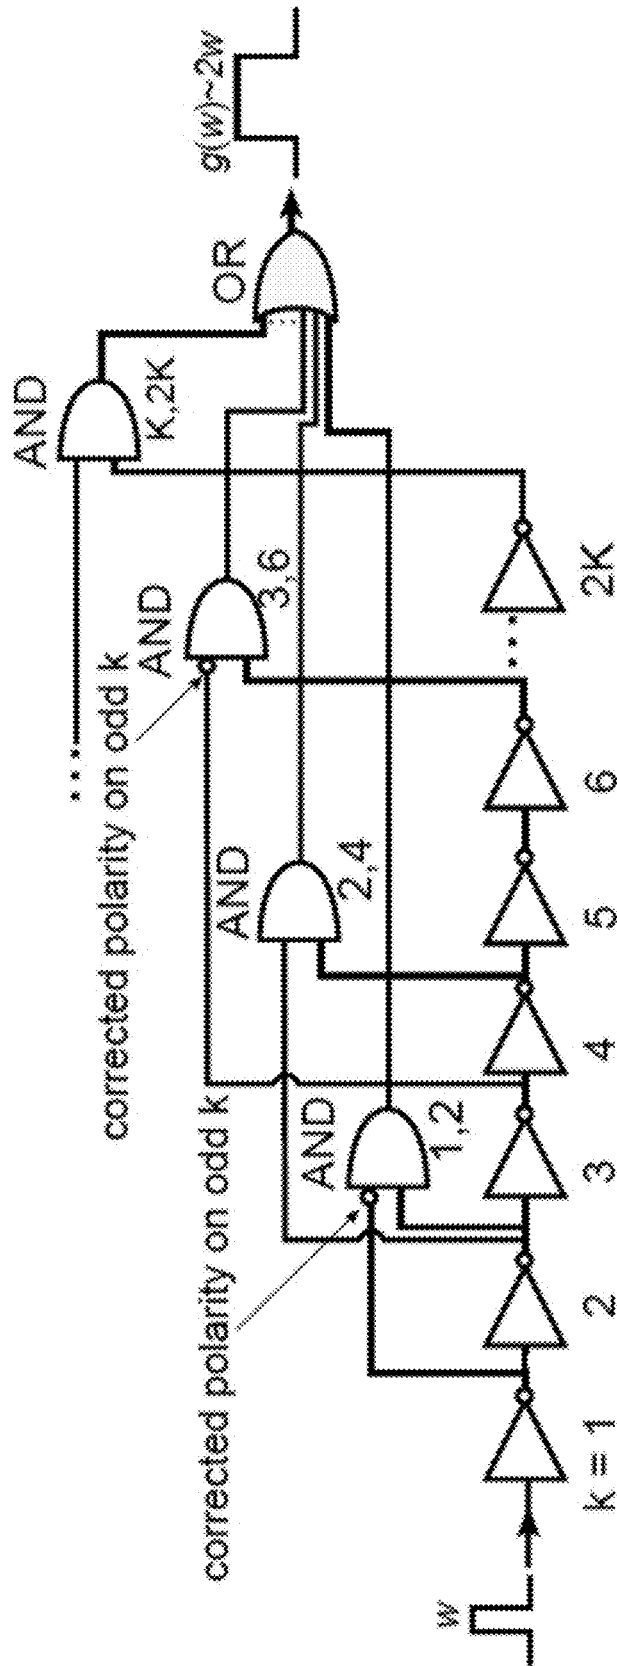 w
k = 1
2
3
4
5
6
2K
corrected polarity on odd k
AND
1,2
AND
2,4
corrected polarity on odd k
AND
3,6
AND
K,2K
OR
g(w)~2w